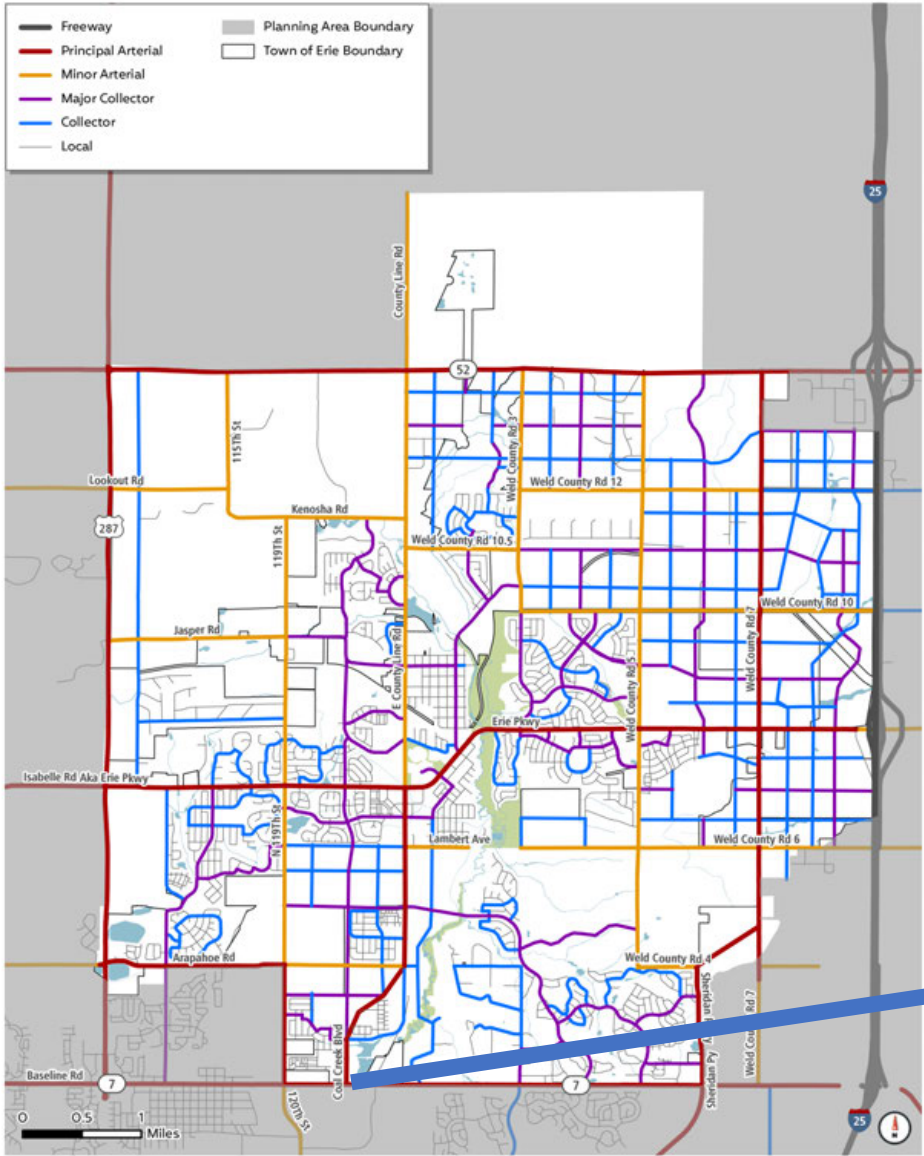 Freeway
Principal Arterial
Minor Arterial
Major Collector
Collector
Local
Planning Area Boundary
Town of Erie Boundary
25
County Line Rd
52
115Th St
Weld County Rd 3
Lookout Rd
Weld County Rd 12
Kenosha Rd
287
119Th St
Weld County Rd 10.5
Weld County Rd 10
Jasper Rd
E County Line Rd
Weld County Rd 5
Weld County Rd 7
Erie Pkwy
Isabelle Rd Aka Erie Pkwy
N 119Th St
Lambert Ave
Weld County Rd 6
Arapahoe Rd
Weld County Rd 4
Sheridan Pkwy
Weld County Rd 7
Coal Creek Blvd
Baseline Rd
7
7
Sheridan Py
120Th St
0 0.5 1
Miles
25
N